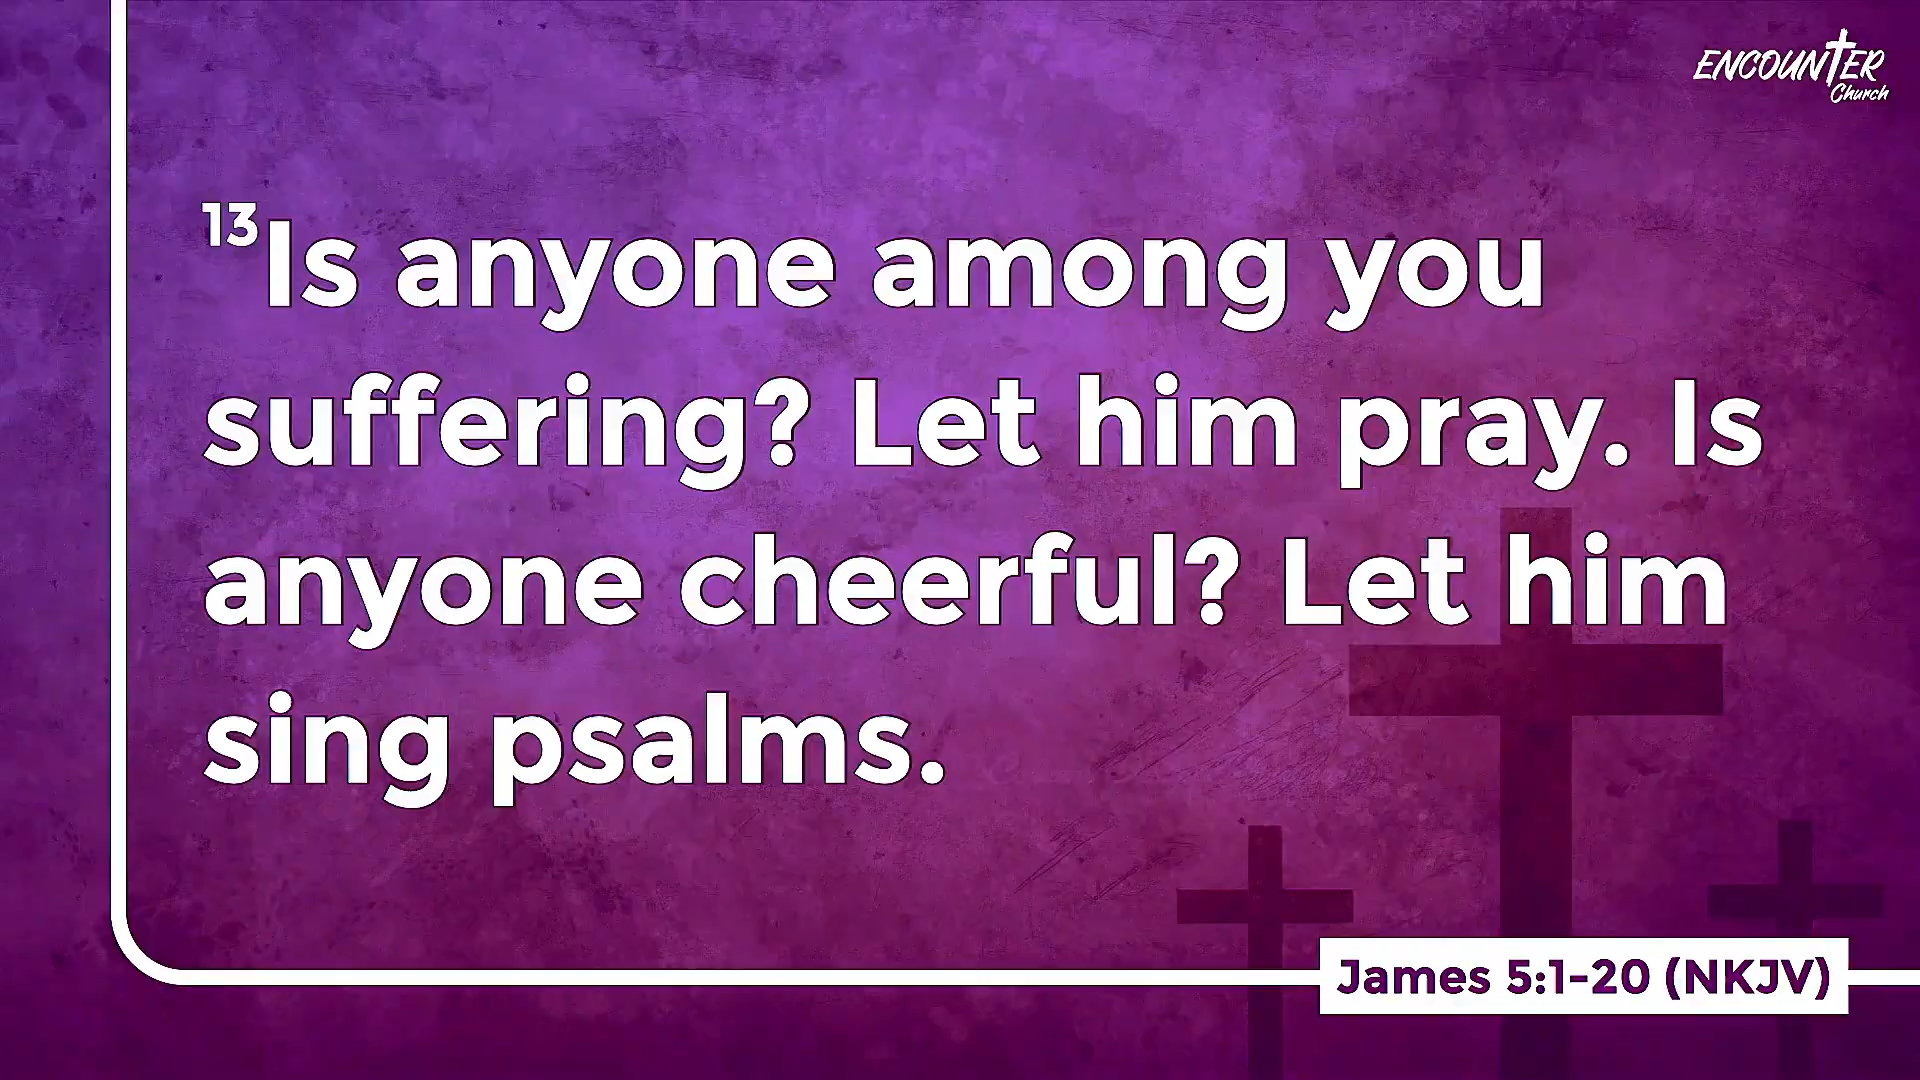 ENCOUNTER
Church
13Is anyone among you
suffering? Let him pray. Is
anyone cheerful? Let him
sing psalms.
James 5:1-20 (NKJV)